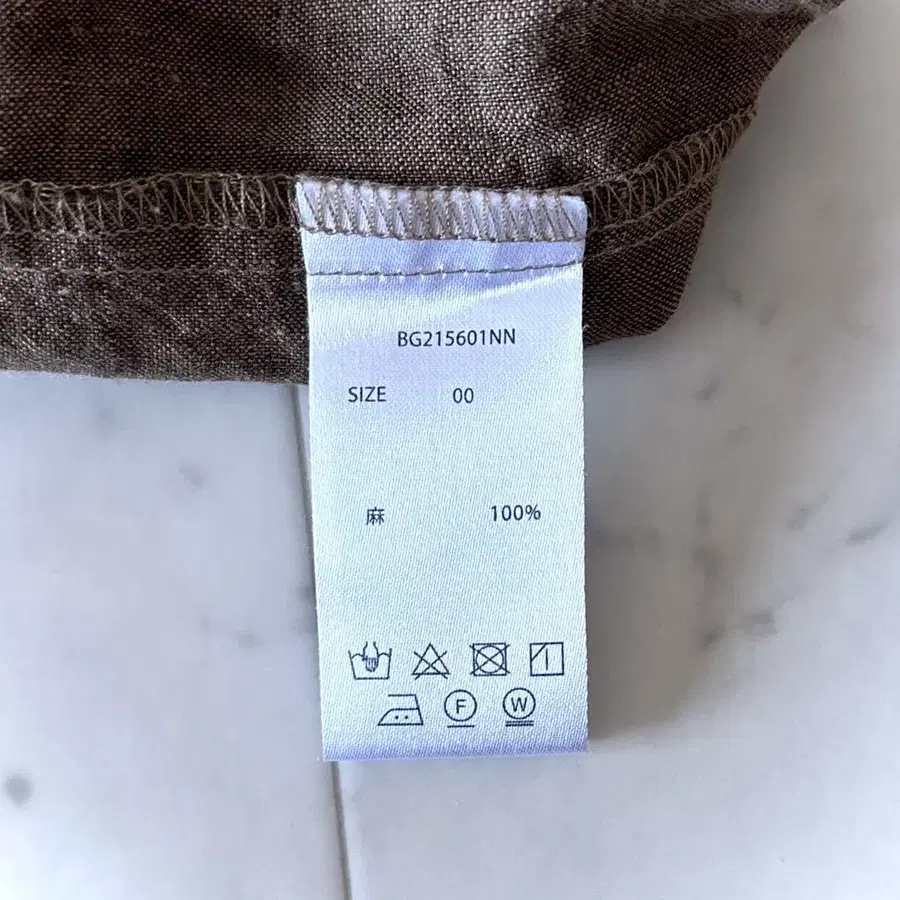 BG215601NN
SIZE 00
麻 100%
F W